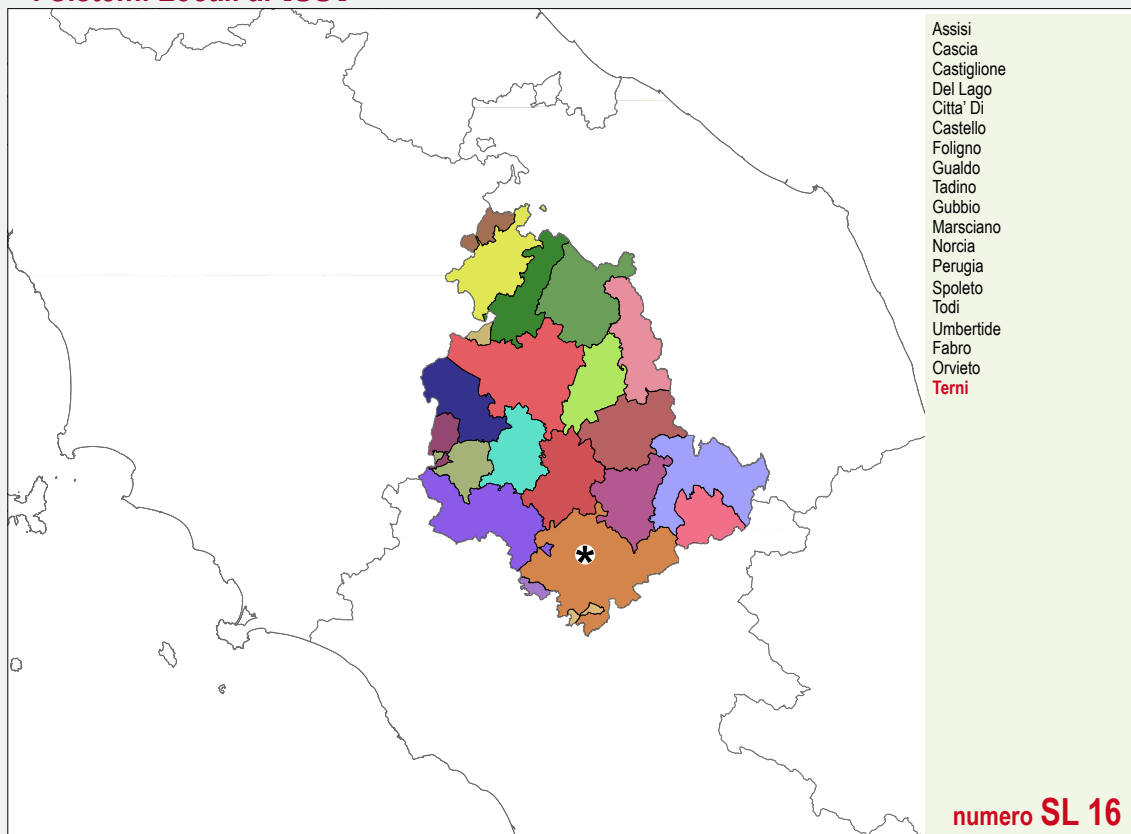 Assisi
Cascia
Castiglione
Del Lago
Citta' Di
Castello
Foligno
Gualdo
Tadino
Gubbio
Marsciano
Norcia
Perugia
Spoleto
Todi
Umbertide
Fabro
Orvieto
Terni
numero SL 16